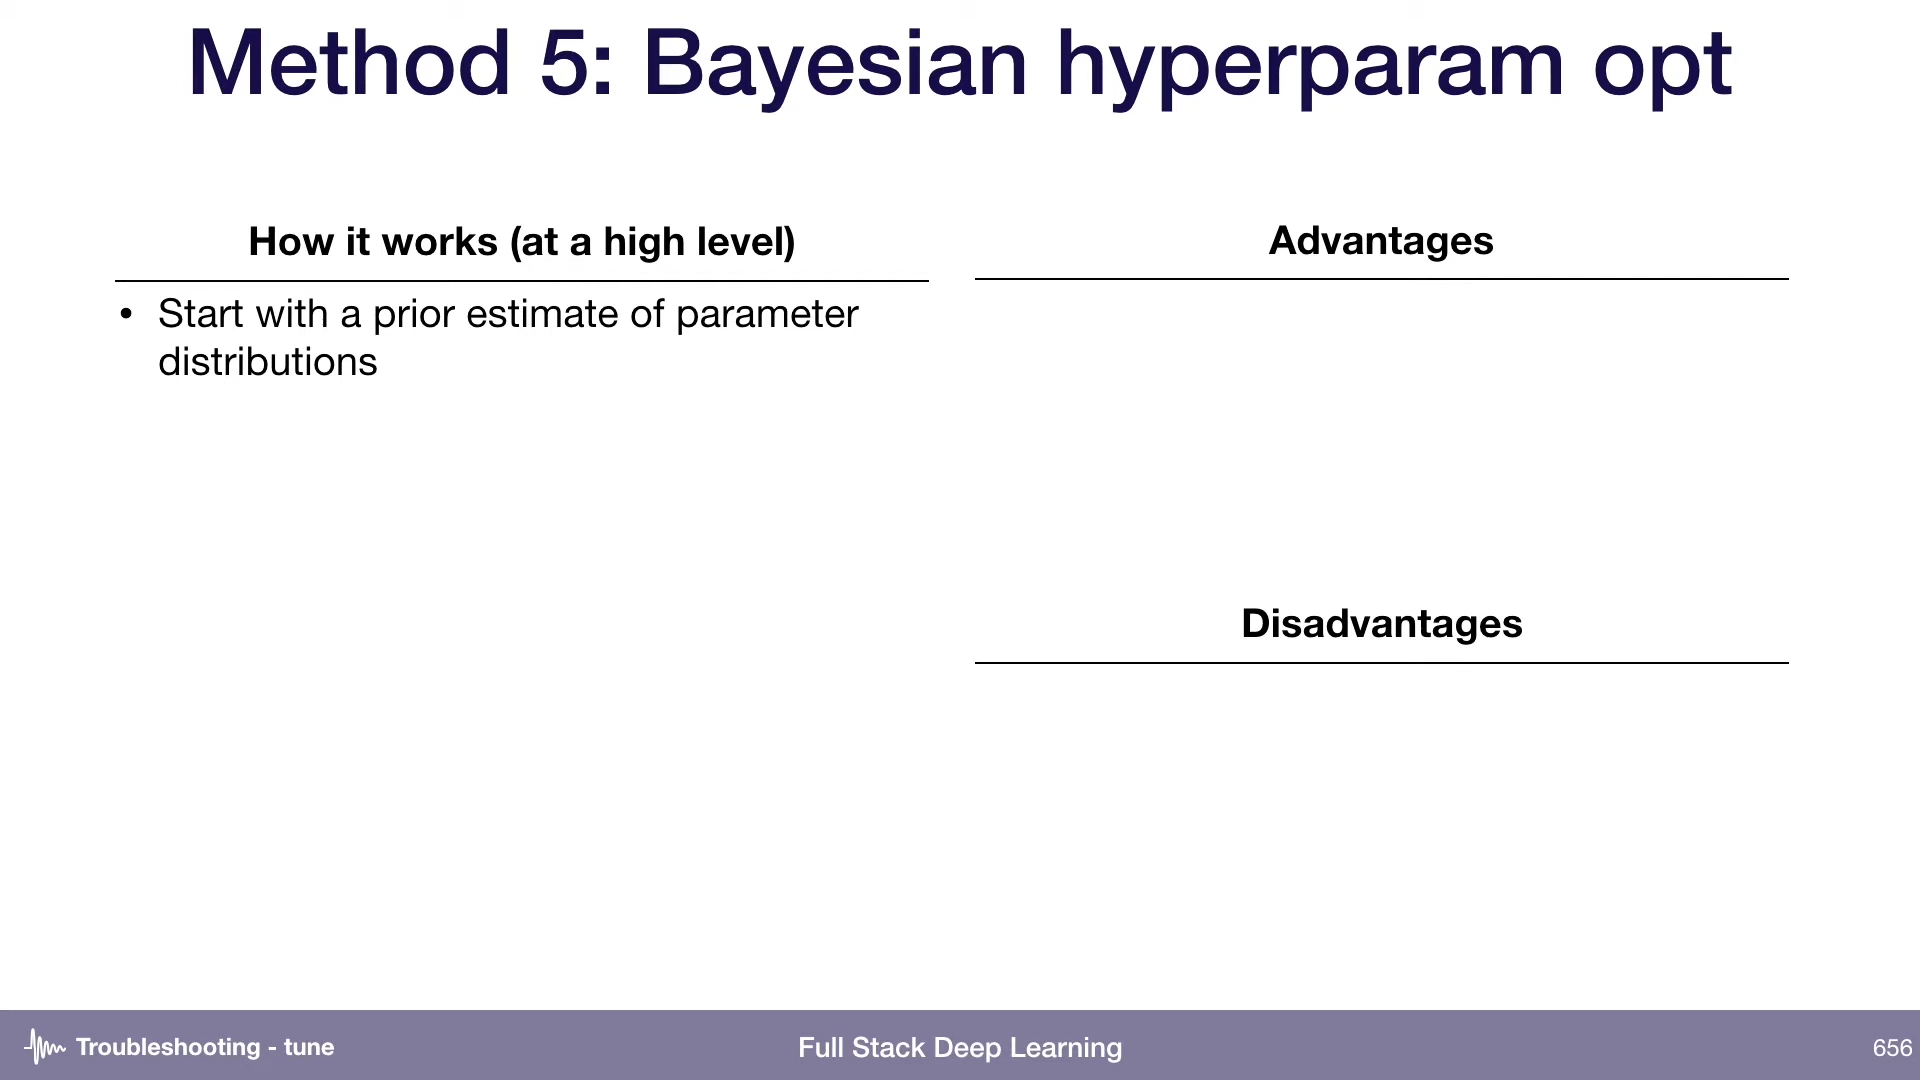 Method 5: Bayesian hyperparam opt
How it works (at a high level)
• Start with a prior estimate of parameter
distributions
Advantages
Disadvantages
Troubleshooting - tune
Full Stack Deep Learning
656